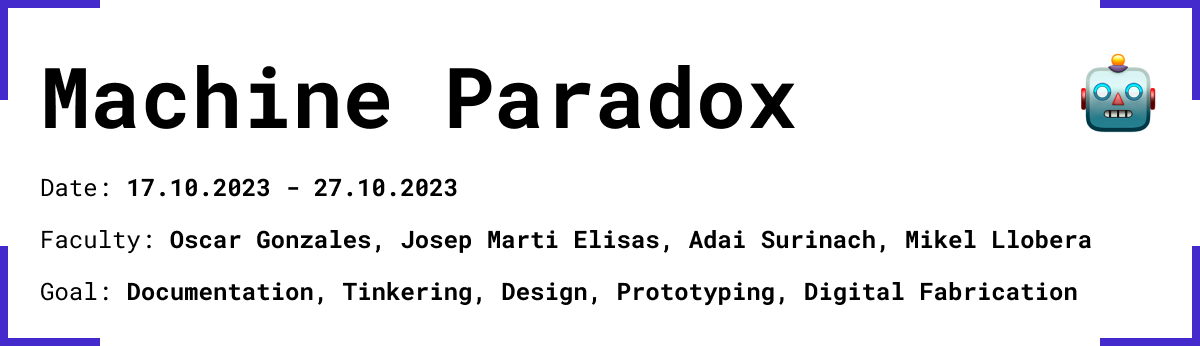 Machine Paradox
Date: 17.10.2023 - 27.10.2023
Faculty: Oscar Gonzales, Josep Marti Elisas, Adai Surinach, Mikel Llobera
Goal: Documentation, Tinkering, Design, Prototyping, Digital Fabrication